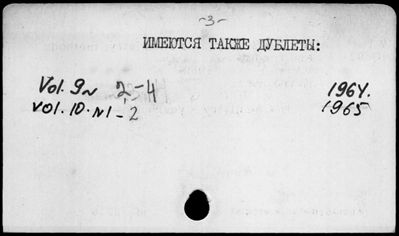 -3-
ИМЕЮТСЯ ТАКЖЕ ДУБЛЕТЫ:
Vol. 9 N 2-4 1964.
vol. 10. N1-2 1965